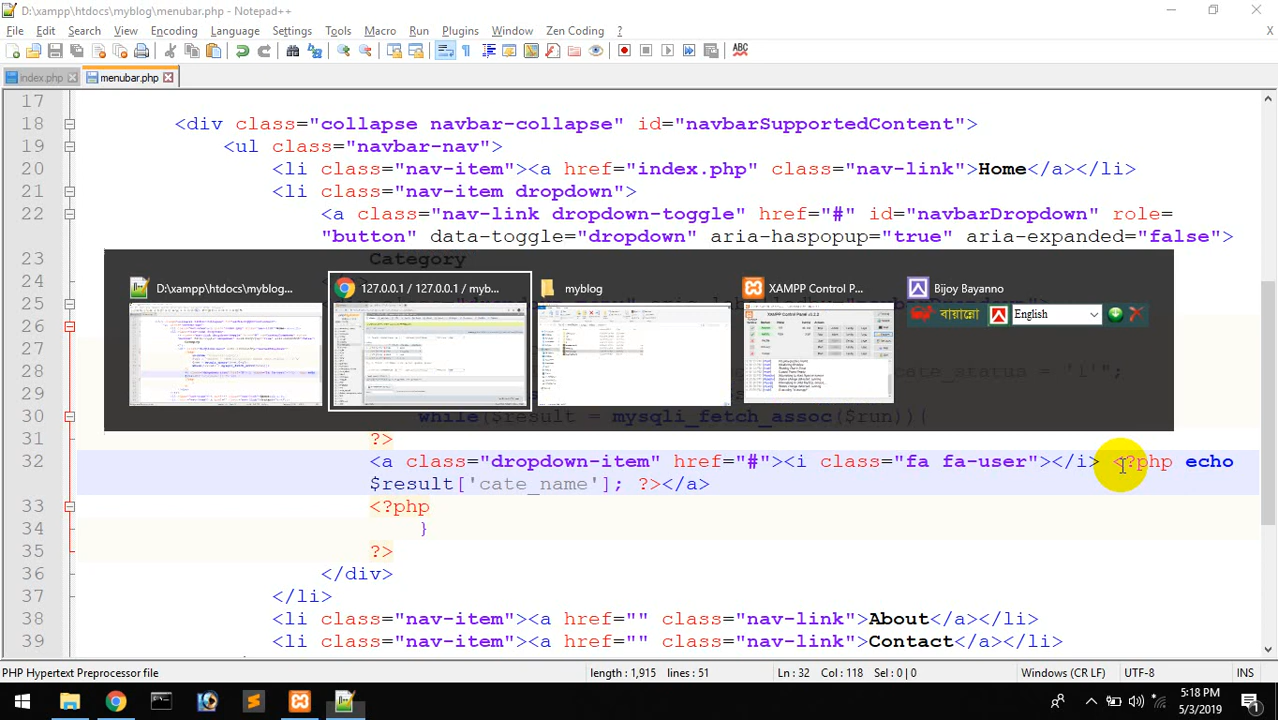 D:\xampp\htdocs\myblog\menubar.php - Notepad++
File Edit Search View Encoding Language Settings Tools Macro Run Plugins Window Zen Coding ? X
index.php menubar.php
17
18 <div class="collapse navbar-collapse" id="navbarSupportedContent">
19 <ul class="navbar-nav">
20 <li class="nav-item"><a href="index.php" class="nav-link">Home</a></li>
21 <li class="nav-item dropdown">
22 <a class="nav-link dropdown-toggle" href="#" id="navbarDropdown" role=
"button" data-toggle="dropdown" aria-haspopup="true" aria-expanded="false">
23 Category
24
D:\xampp\htdocs\myblog... 127.0.0.1 / 127.0.0.1 / myb... myblog XAMPP Control P... Bijoy Bayanno
বায়ান্নো English
26
27
28 cate_status = '1'";
29
30 while($result = mysqli_fetch_assoc($run)){
31 ?>
32 <a class="dropdown-item" href="#"><i class="fa fa-user"></i> <?php echo
$result['cate_name']; ?></a>
33 <?php
34 }
35 ?>
36 </div>
37 </li>
38 <li class="nav-item"><a href="" class="nav-link">About</a></li>
39 <li class="nav-item"><a href="" class="nav-link">Contact</a></li>
PHP Hypertext Preprocessor file length : 1,915 lines : 51 Ln : 32 Col : 118 Sel : 0 | 0 Windows (CR LF) UTF-8 INS
5:18 PM
5/3/2019